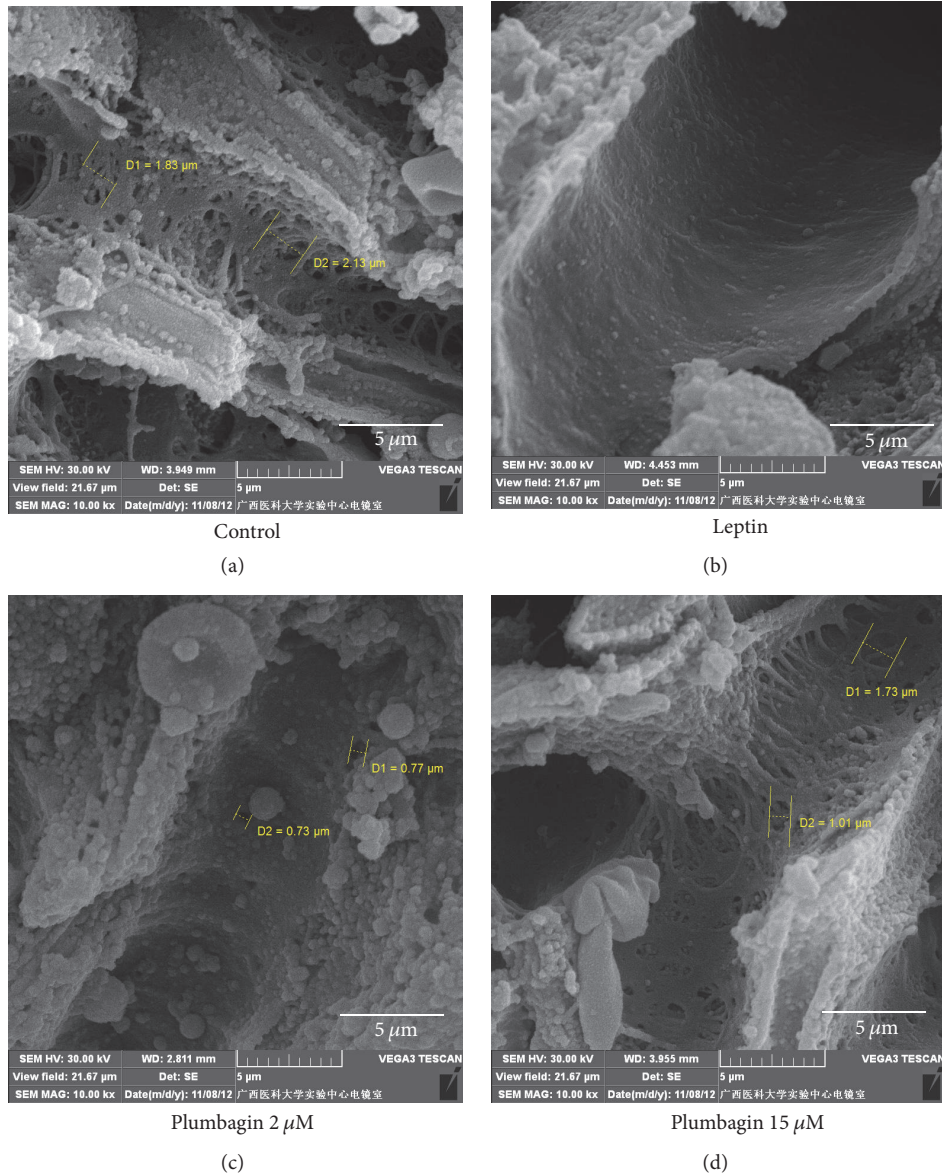 D1 = 1.83 µm
D2 = 2.13 µm
5 μm
SEM HV: 30.00 kV WD: 3.949 mm VEGA3 TESCAN
View field: 21.67 µm Det: SE 5 µm
SEM MAG: 10.00 kx Date(m/d/y): 11/08/12 广西医科大学实验中心电镜室
Control
(a)
5 μm
SEM HV: 30.00 kV WD: 4.453 mm VEGA3 TESCAN
View field: 21.67 µm Det: SE 5 µm
SEM MAG: 10.00 kx Date(m/d/y): 11/08/12 广西医科大学实验中心电镜室
Leptin
(b)
D1 = 0.77 µm
D2 = 0.73 µm
5 μm
SEM HV: 30.00 kV WD: 2.811 mm VEGA3 TESCAN
View field: 21.67 µm Det: SE 5 µm
SEM MAG: 10.00 kx Date(m/d/y): 11/08/12 广西医科大学实验中心电镜室
Plumbagin 2 μM
(c)
D1 = 1.73 µm
D2 = 1.01 µm
5 μm
SEM HV: 30.00 kV WD: 3.955 mm VEGA3 TESCAN
View field: 21.67 µm Det: SE 5 µm
SEM MAG: 10.00 kx Date(m/d/y): 11/08/12 广西医科大学实验中心电镜室
Plumbagin 15 μM
(d)